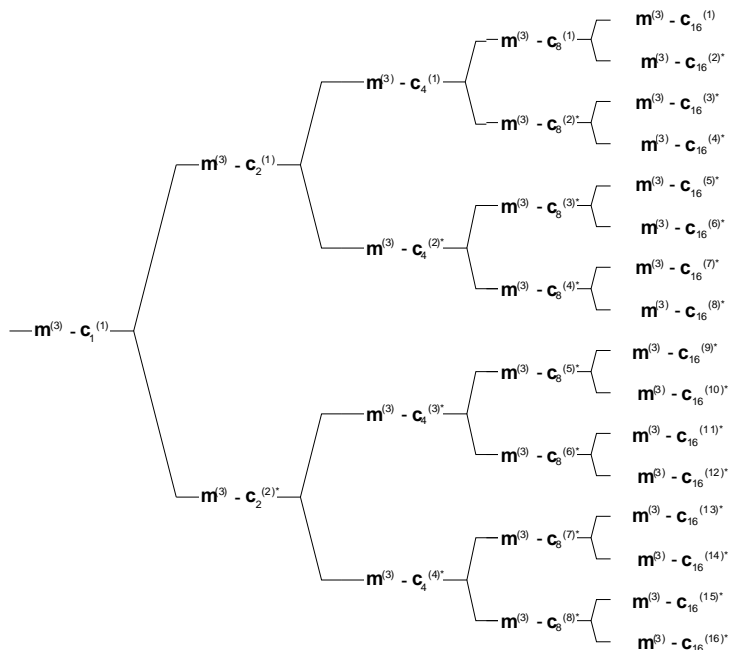 m(3) - c16(1)
m(3) - c8(1)
m(3) - c16(2)*
m(3) - c4(1)
m(3) - c16(3)*
m(3) - c8(2)*
m(3) - c16(4)*
m(3) - c2(1)
m(3) - c16(5)*
m(3) - c8(3)*
m(3) - c16(6)*
m(3) - c4(2)*
m(3) - c16(7)*
m(3) - c8(4)*
m(3) - c16(8)*
m(3) - c1(1)
m(3) - c16(9)*
m(3) - c8(5)*
m(3) - c16(10)*
m(3) - c4(3)*
m(3) - c16(11)*
m(3) - c8(6)*
m(3) - c16(12)*
m(3) - c2(2)*
m(3) - c16(13)*
m(3) - c8(7)*
m(3) - c16(14)*
m(3) - c4(4)*
m(3) - c16(15)*
m(3) - c8(8)*
m(3) - c16(16)*